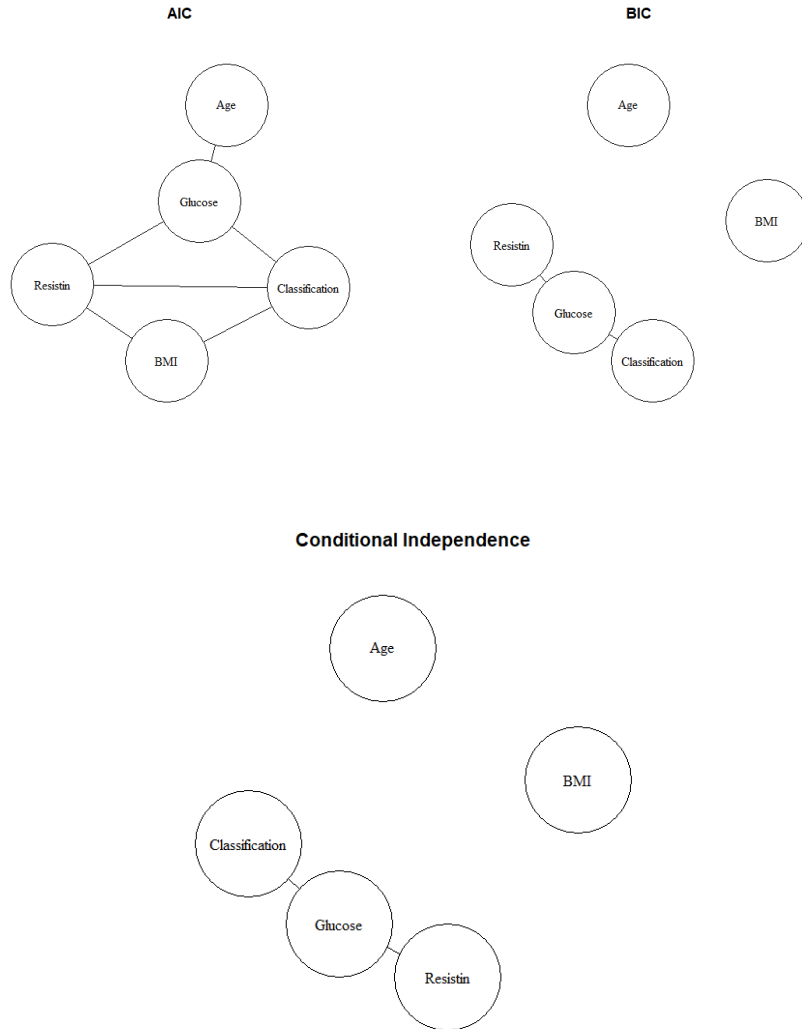 AIC
Age
Glucose
Resistin
Classification
BMI
BIC
Age
BMI
Resistin
Glucose
Classification
Conditional Independence
Age
BMI
Classification
Glucose
Resistin